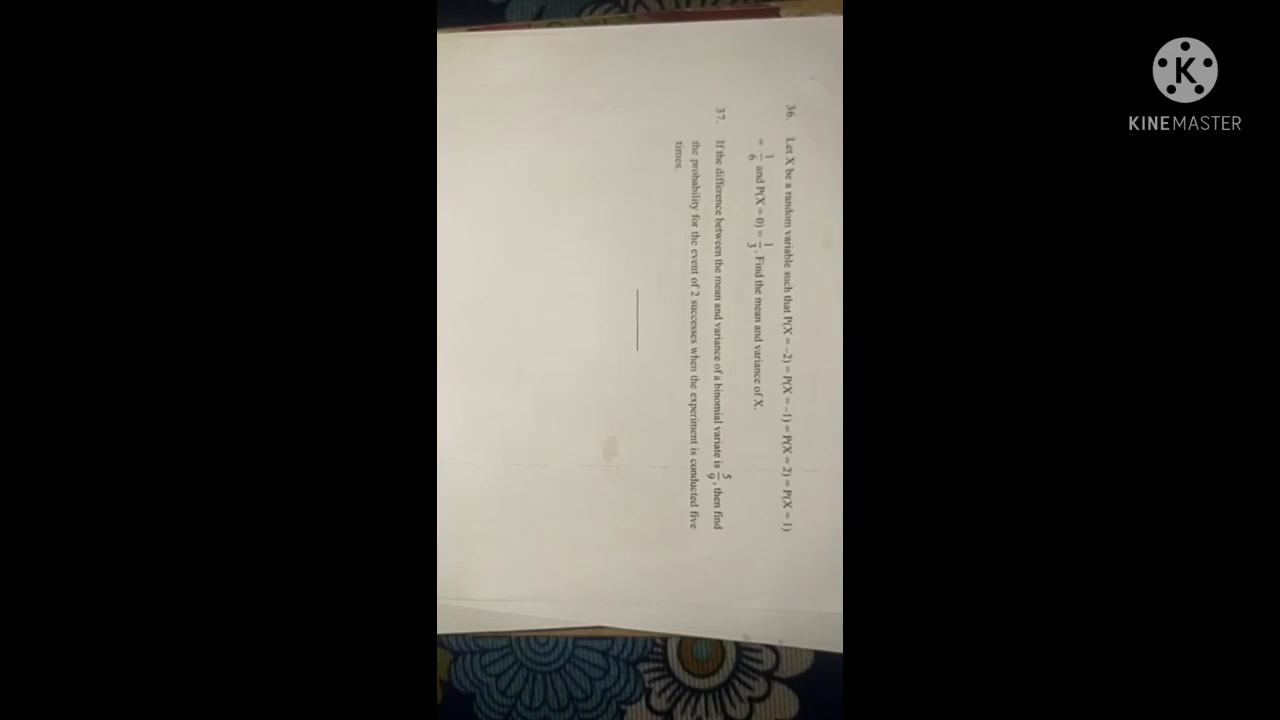 36. Let X be a random variable such that P(X = –2) = P(X = –1) = P(X = 2) = P(X = 1)
= 1/6 and P(X = 0) = 1/3. Find the mean and variance of X.
37. If the difference between the mean and variance of a binomial variate is 5/9, then find
the probability for the event of 2 successes when the experiment is conducted five
times.
K
KINEMASTER